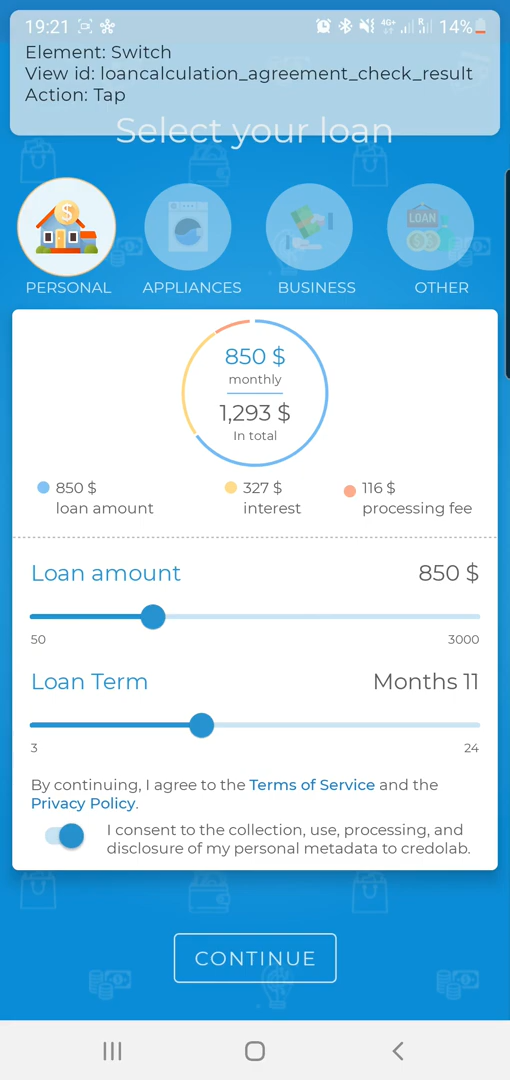 19:21 4G+ R 14%
Element: Switch
View id: loancalculation_agreement_check_result
Action: Tap
Select your loan
$
LOAN
PERSONAL APPLIANCES BUSINESS OTHER
850 $
monthly
1,293 $
In total
850 $ 327 $ 116 $
loan amount interest processing fee
Loan amount 850 $
50 3000
Loan Term Months 11
3 24
By continuing, I agree to the Terms of Service and the
Privacy Policy.
I consent to the collection, use, processing, and
disclosure of my personal metadata to credolab.
CONTINUE